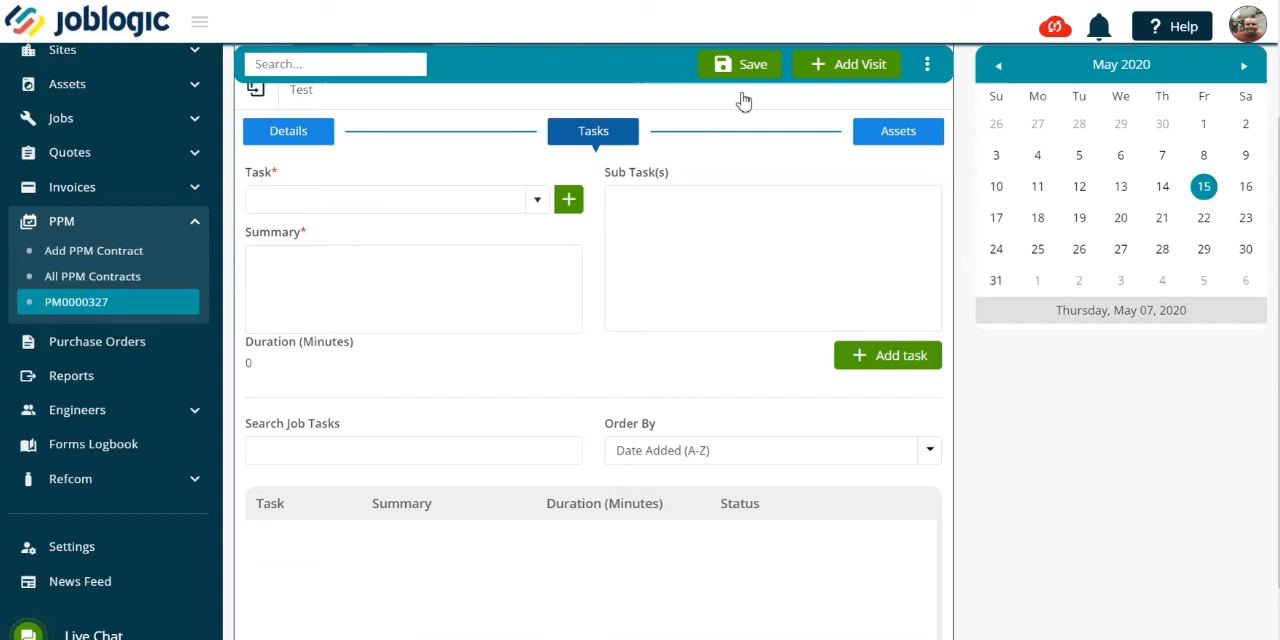 joblogic
Help
Sites
Assets
Jobs
Quotes
Invoices
PPM
Add PPM Contract
All PPM Contracts
PM0000327
Purchase Orders
Reports
Engineers
Forms Logbook
Refcom
Settings
News Feed
Live Chat
Search...
Save
Add Visit
Test
Details
Tasks
Assets
Task*
Sub Task(s)
Summary*
Duration (Minutes)
0
Add task
Search Job Tasks
Order By
Date Added (A-Z)
Task Summary Duration (Minutes) Status
May 2020
Su Mo Tu We Th Fr Sa
26 27 28 29 30 1 2
3 4 5 6 7 8 9
10 11 12 13 14 15 16
17 18 19 20 21 22 23
24 25 26 27 28 29 30
31 1 2 3 4 5 6
Thursday, May 07, 2020